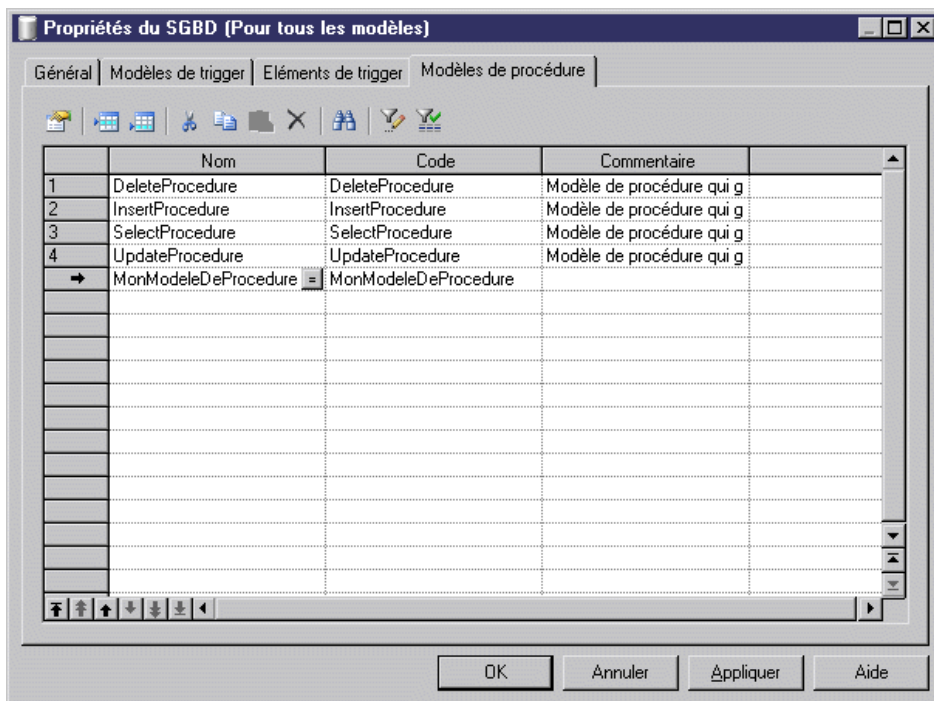 Propriétés du SGBD (Pour tous les modèles)
Général Modèles de trigger Eléments de trigger Modèles de procédure
Nom Code Commentaire
1 DeleteProcedure DeleteProcedure Modèle de procédure qui g
2 InsertProcedure InsertProcedure Modèle de procédure qui g
3 SelectProcedure SelectProcedure Modèle de procédure qui g
4 UpdateProcedure UpdateProcedure Modèle de procédure qui g
MonModeleDeProcedure = MonModeleDeProcedure
OK Annuler Appliquer Aide